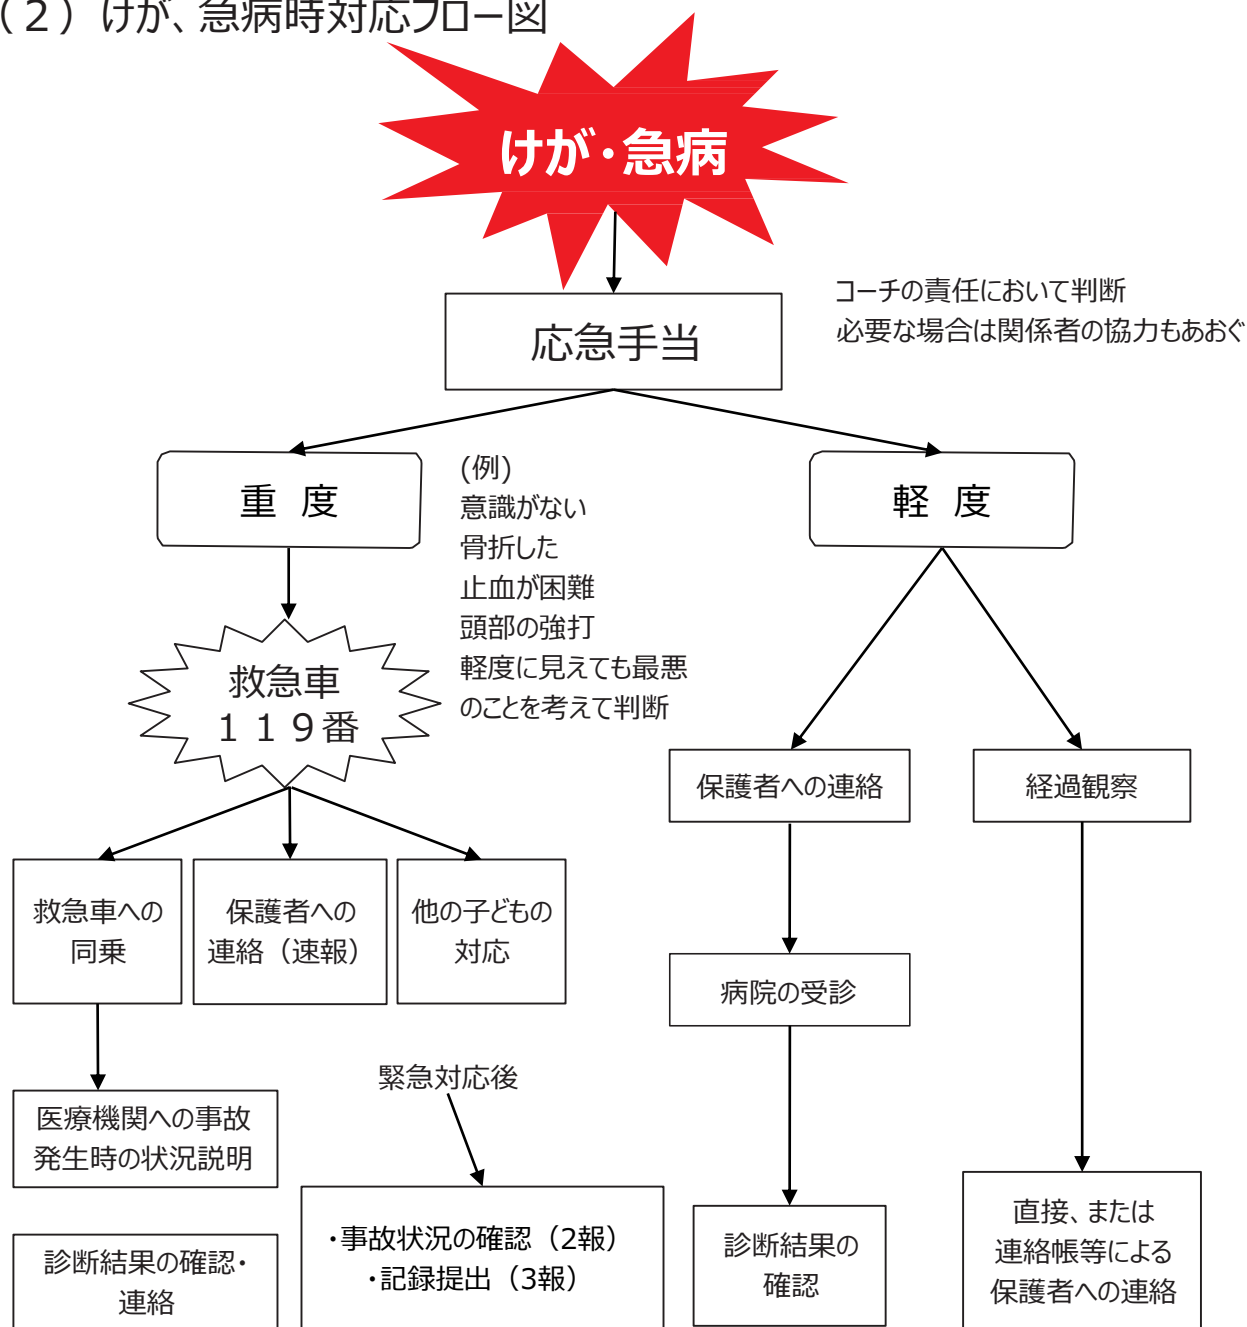 （２）けが、急病時対応フロー図
けが・急病
応急手当
コーチの責任において判断
必要な場合は関係者の協力もあおぐ
重 度
(例)
意識がない
骨折した
止血が困難
頭部の強打
軽度に見えても最悪
のことを考えて判断
軽 度
救急車
１１９番
保護者への連絡
経過観察
救急車への
同乗
保護者への
連絡（速報）
他の子どもの
対応
病院の受診
緊急対応後
医療機関への事故
発生時の状況説明
診断結果の確認・
連絡
・事故状況の確認（2報）
・記録提出（3報）
診断結果の
確認
直接、または
連絡帳等による
保護者への連絡